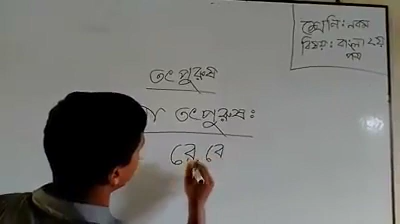 শ্রেণি: নবম
বিষয়: বাংলা ২য়
পত্র
তৎপুরুষ
তৎপুরুষঃ
রে বে